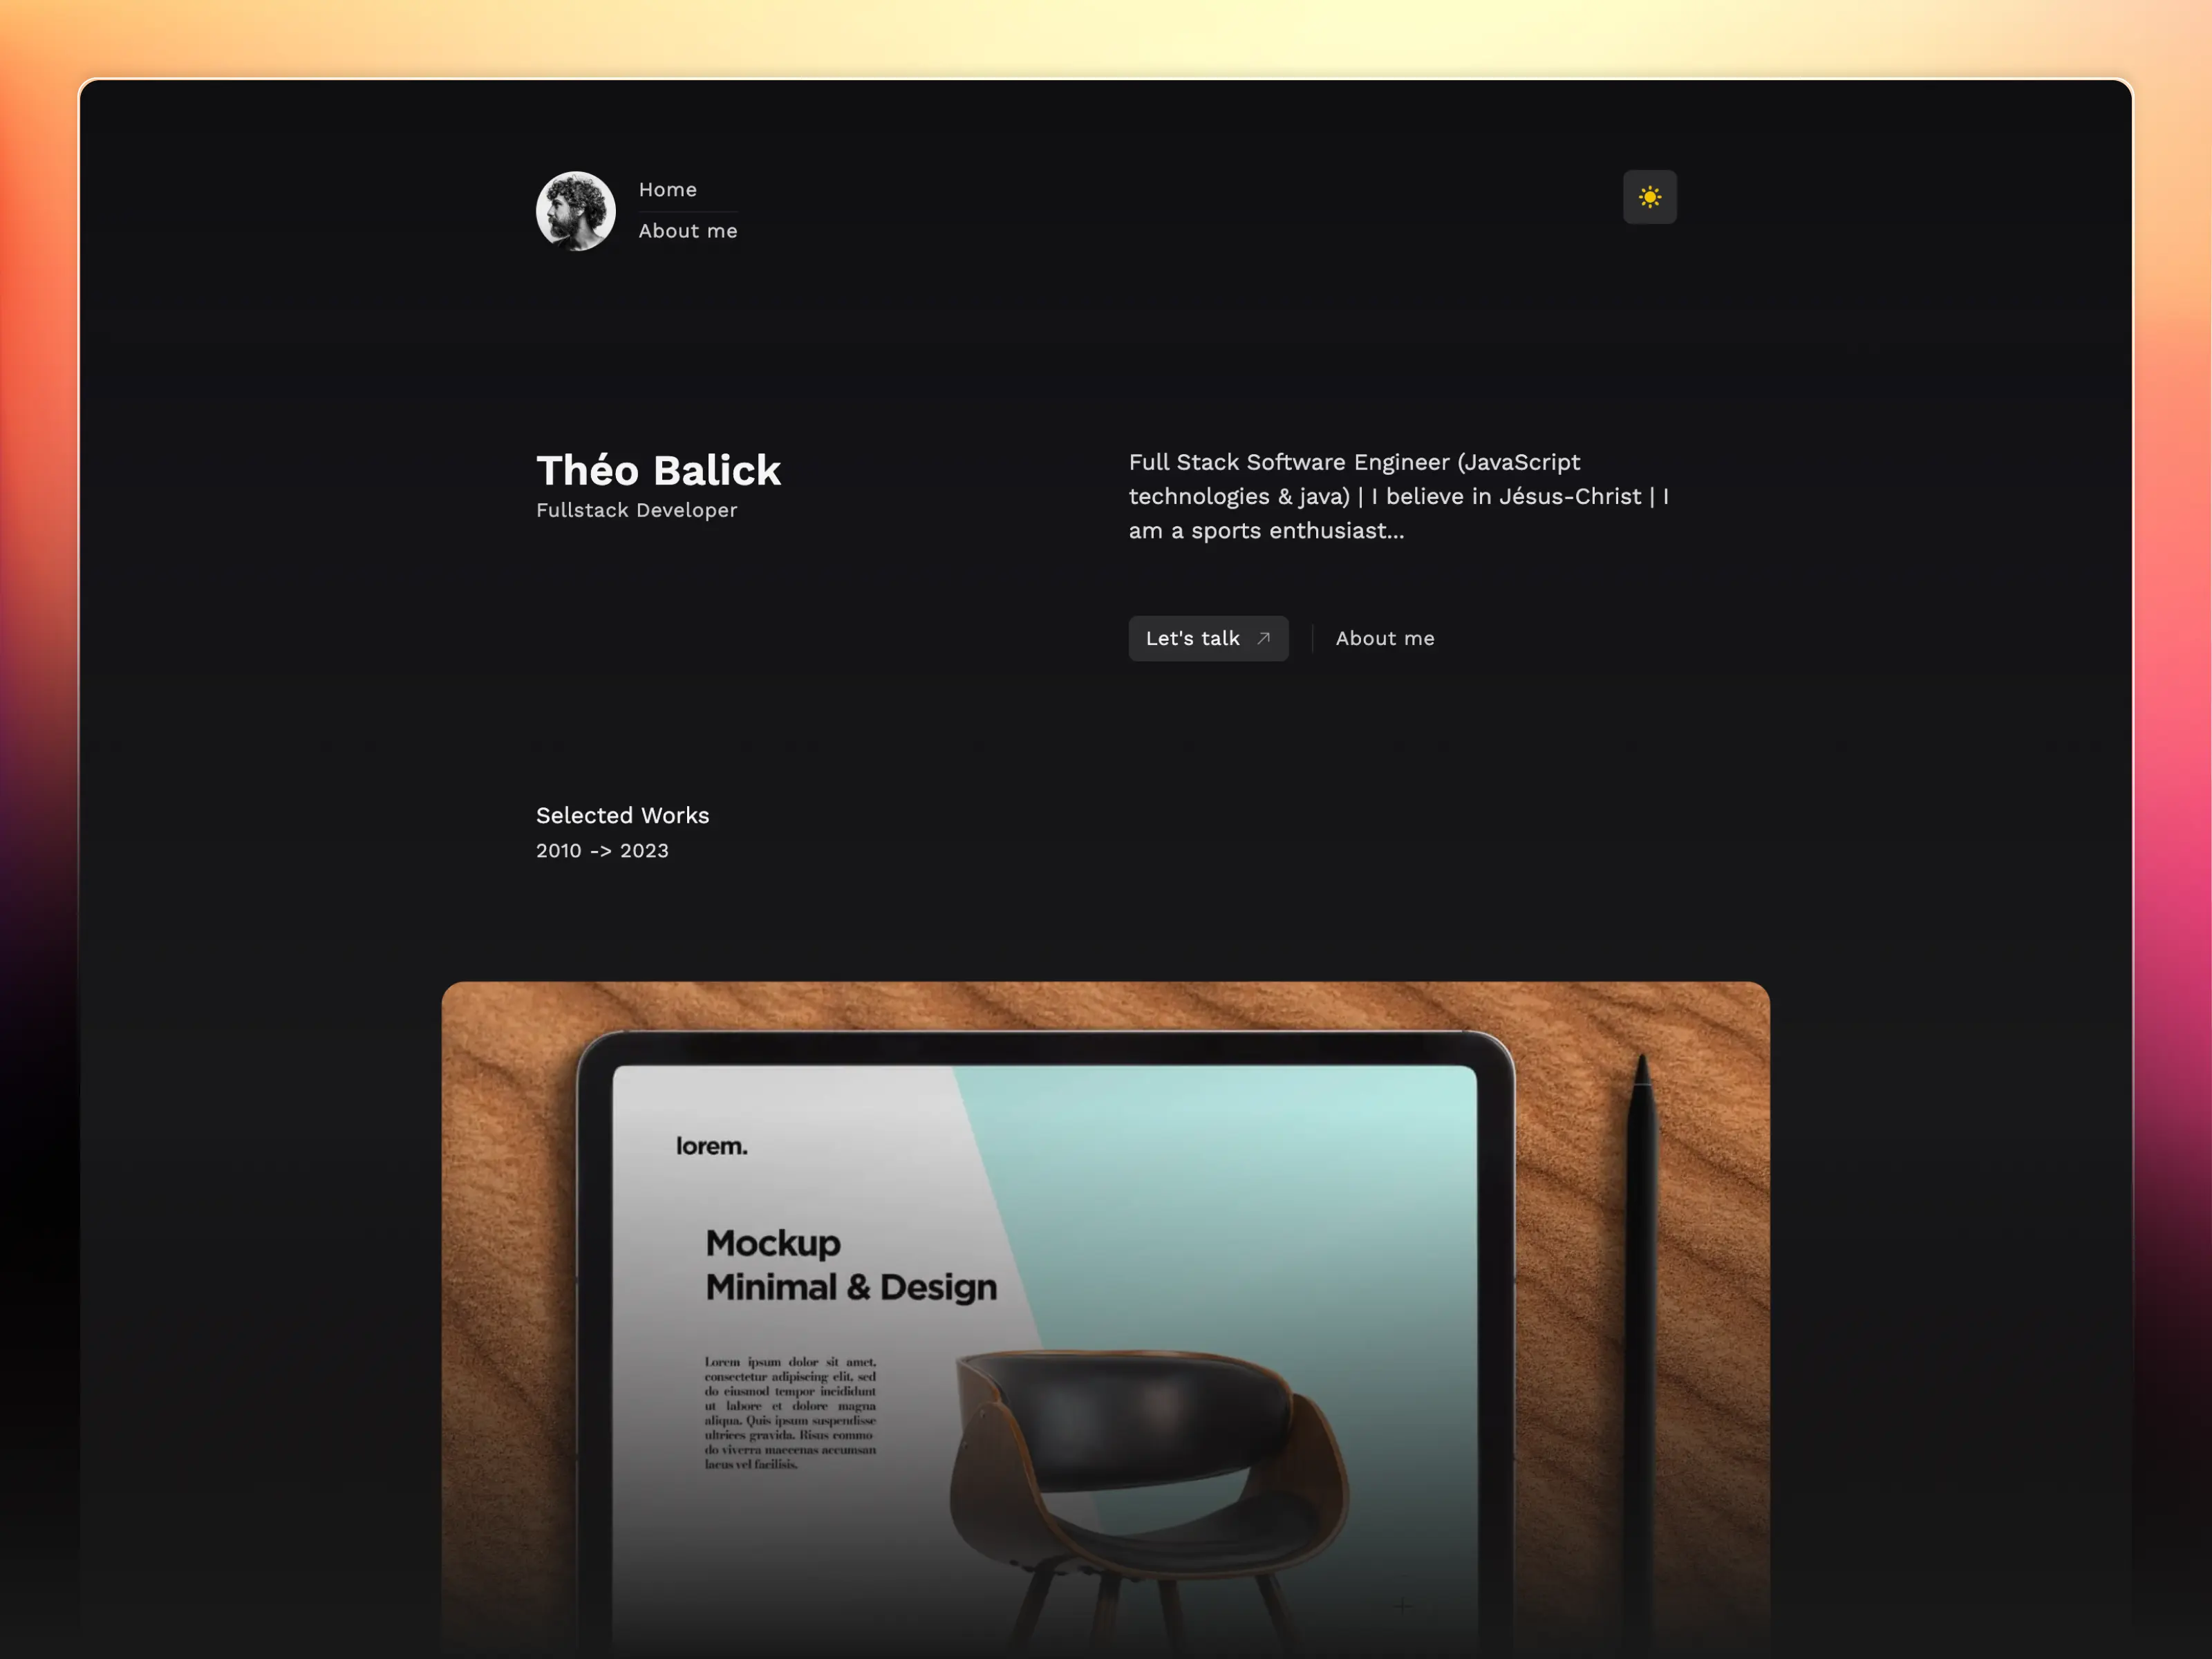 Home
About me
Théo Balick
Fullstack Developer
Full Stack Software Engineer (JavaScript
technologies & java) | I believe in Jésus-Christ | I
am a sports enthusiast...
Let's talk
About me
Selected Works
2010 -> 2023
lorem.
Mockup
Minimal & Design
Lorem ipsum dolor sit amet,
consectetur adipiscing elit, sed
do eiusmod tempor incididunt
ut labore et dolore magna
aliqua. Quis ipsum suspendisse
ultrices gravida. Risus commo
do viverra maecenas accumsan
lacus vel facilisis.